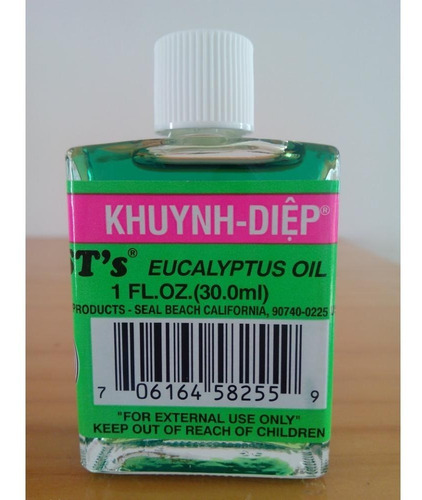 KHUYNH-DIỆP®
ST's® EUCALYPTUS OIL
1 FL.OZ.(30.0ml)
PRODUCTS - SEAL BEACH CALIFORNIA, 90740-0225
7 06164 58255 9
"FOR EXTERNAL USE ONLY"
KEEP OUT OF REACH OF CHILDREN